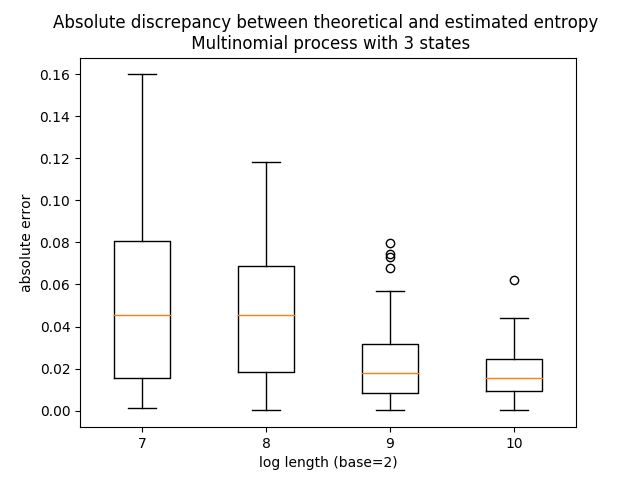 Absolute discrepancy between theoretical and estimated entropy
Multinomial process with 3 states
0.16
0.14
0.12
0.10
0.08
0.06
0.04
0.02
0.00
absolute error
7 8 9 10
log length (base=2)